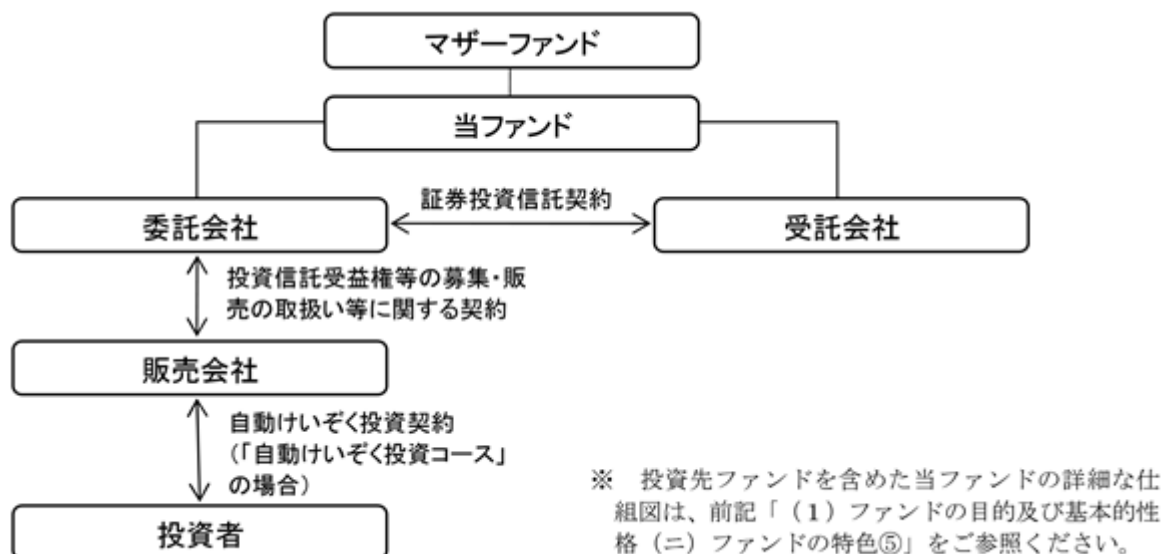 マザーファンド
当ファンド
証券投資信託契約
委託会社
受託会社
投資信託受益権等の募集・販
売の取扱い等に関する契約
販売会社
自動けいぞく投資契約
(「自動けいぞく投資コース」
の場合)
投資者
※ 投資先ファンドを含めた当ファンドの詳細な仕
組図は、前記「(1)ファンドの目的及び基本的性
格(ニ)ファンドの特色⑤」をご参照ください。